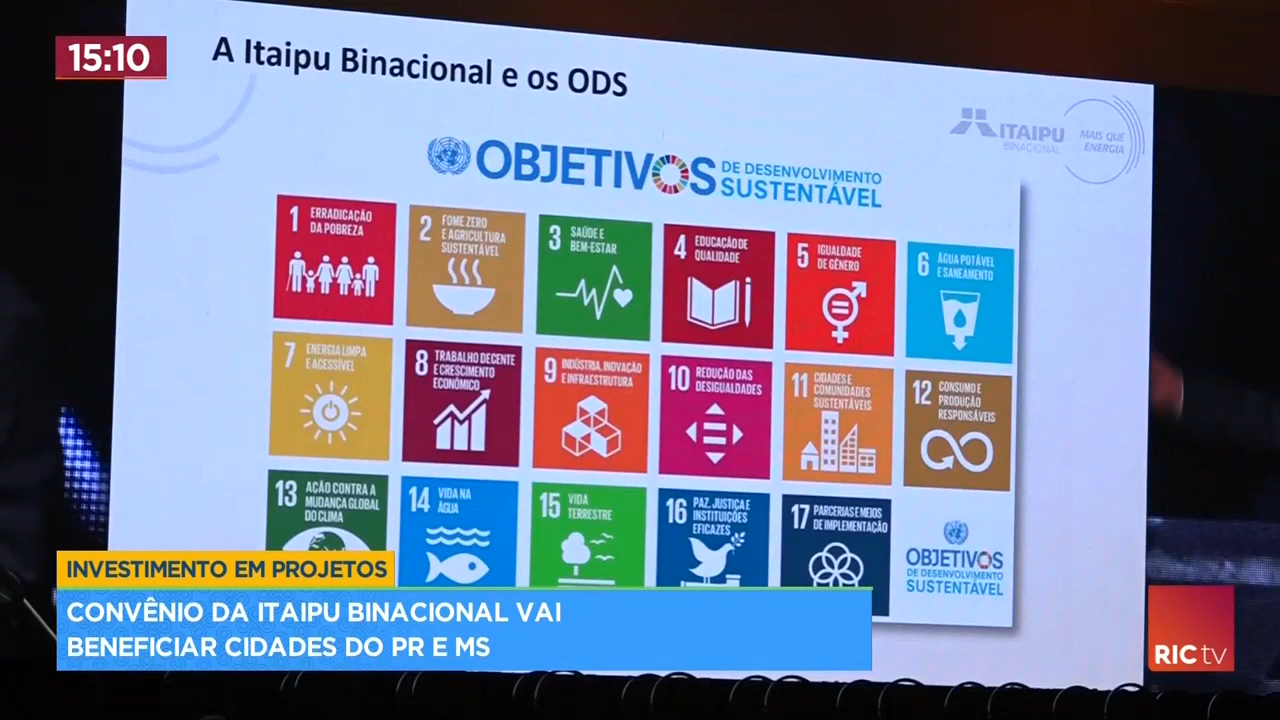 15:10
A Itaipu Binacional e os ODS
ITAIPU
BINACIONAL
MAIS QUE
ENERGIA
OBJETIVOS
DE DESENVOLVIMENTO
SUSTENTÁVEL
1 ERRADICAÇÃO
DA POBREZA
2 FOME ZERO
E AGRICULTURA
SUSTENTÁVEL
3 SAÚDE E
BEM-ESTAR
4 EDUCAÇÃO DE
QUALIDADE
5 IGUALDADE
DE GÊNERO
6 ÁGUA POTÁVEL
E SANEAMENTO
7 ENERGIA LIMPA
E ACESSÍVEL
8 TRABALHO DECENTE
E CRESCIMENTO
ECONÔMICO
9 INDÚSTRIA, INOVAÇÃO
E INFRAESTRUTURA
10 REDUÇÃO DAS
DESIGUALDADES
11 CIDADES E
COMUNIDADES
SUSTENTÁVEIS
12 CONSUMO E
PRODUÇÃO
RESPONSÁVEIS
13 AÇÃO CONTRA A
MUDANÇA GLOBAL
DO CLIMA
14 VIDA NA
ÁGUA
15 VIDA
TERRESTRE
16 PAZ, JUSTIÇA E
INSTITUIÇÕES
EFICAZES
17 PARCERIAS E MEIOS
DE IMPLEMENTAÇÃO
OBJETIVOS
DE DESENVOLVIMENTO
SUSTENTÁVEL
INVESTIMENTO EM PROJETOS
CONVÊNIO DA ITAIPU BINACIONAL VAI
BENEFICIAR CIDADES DO PR E MS
RIC tv